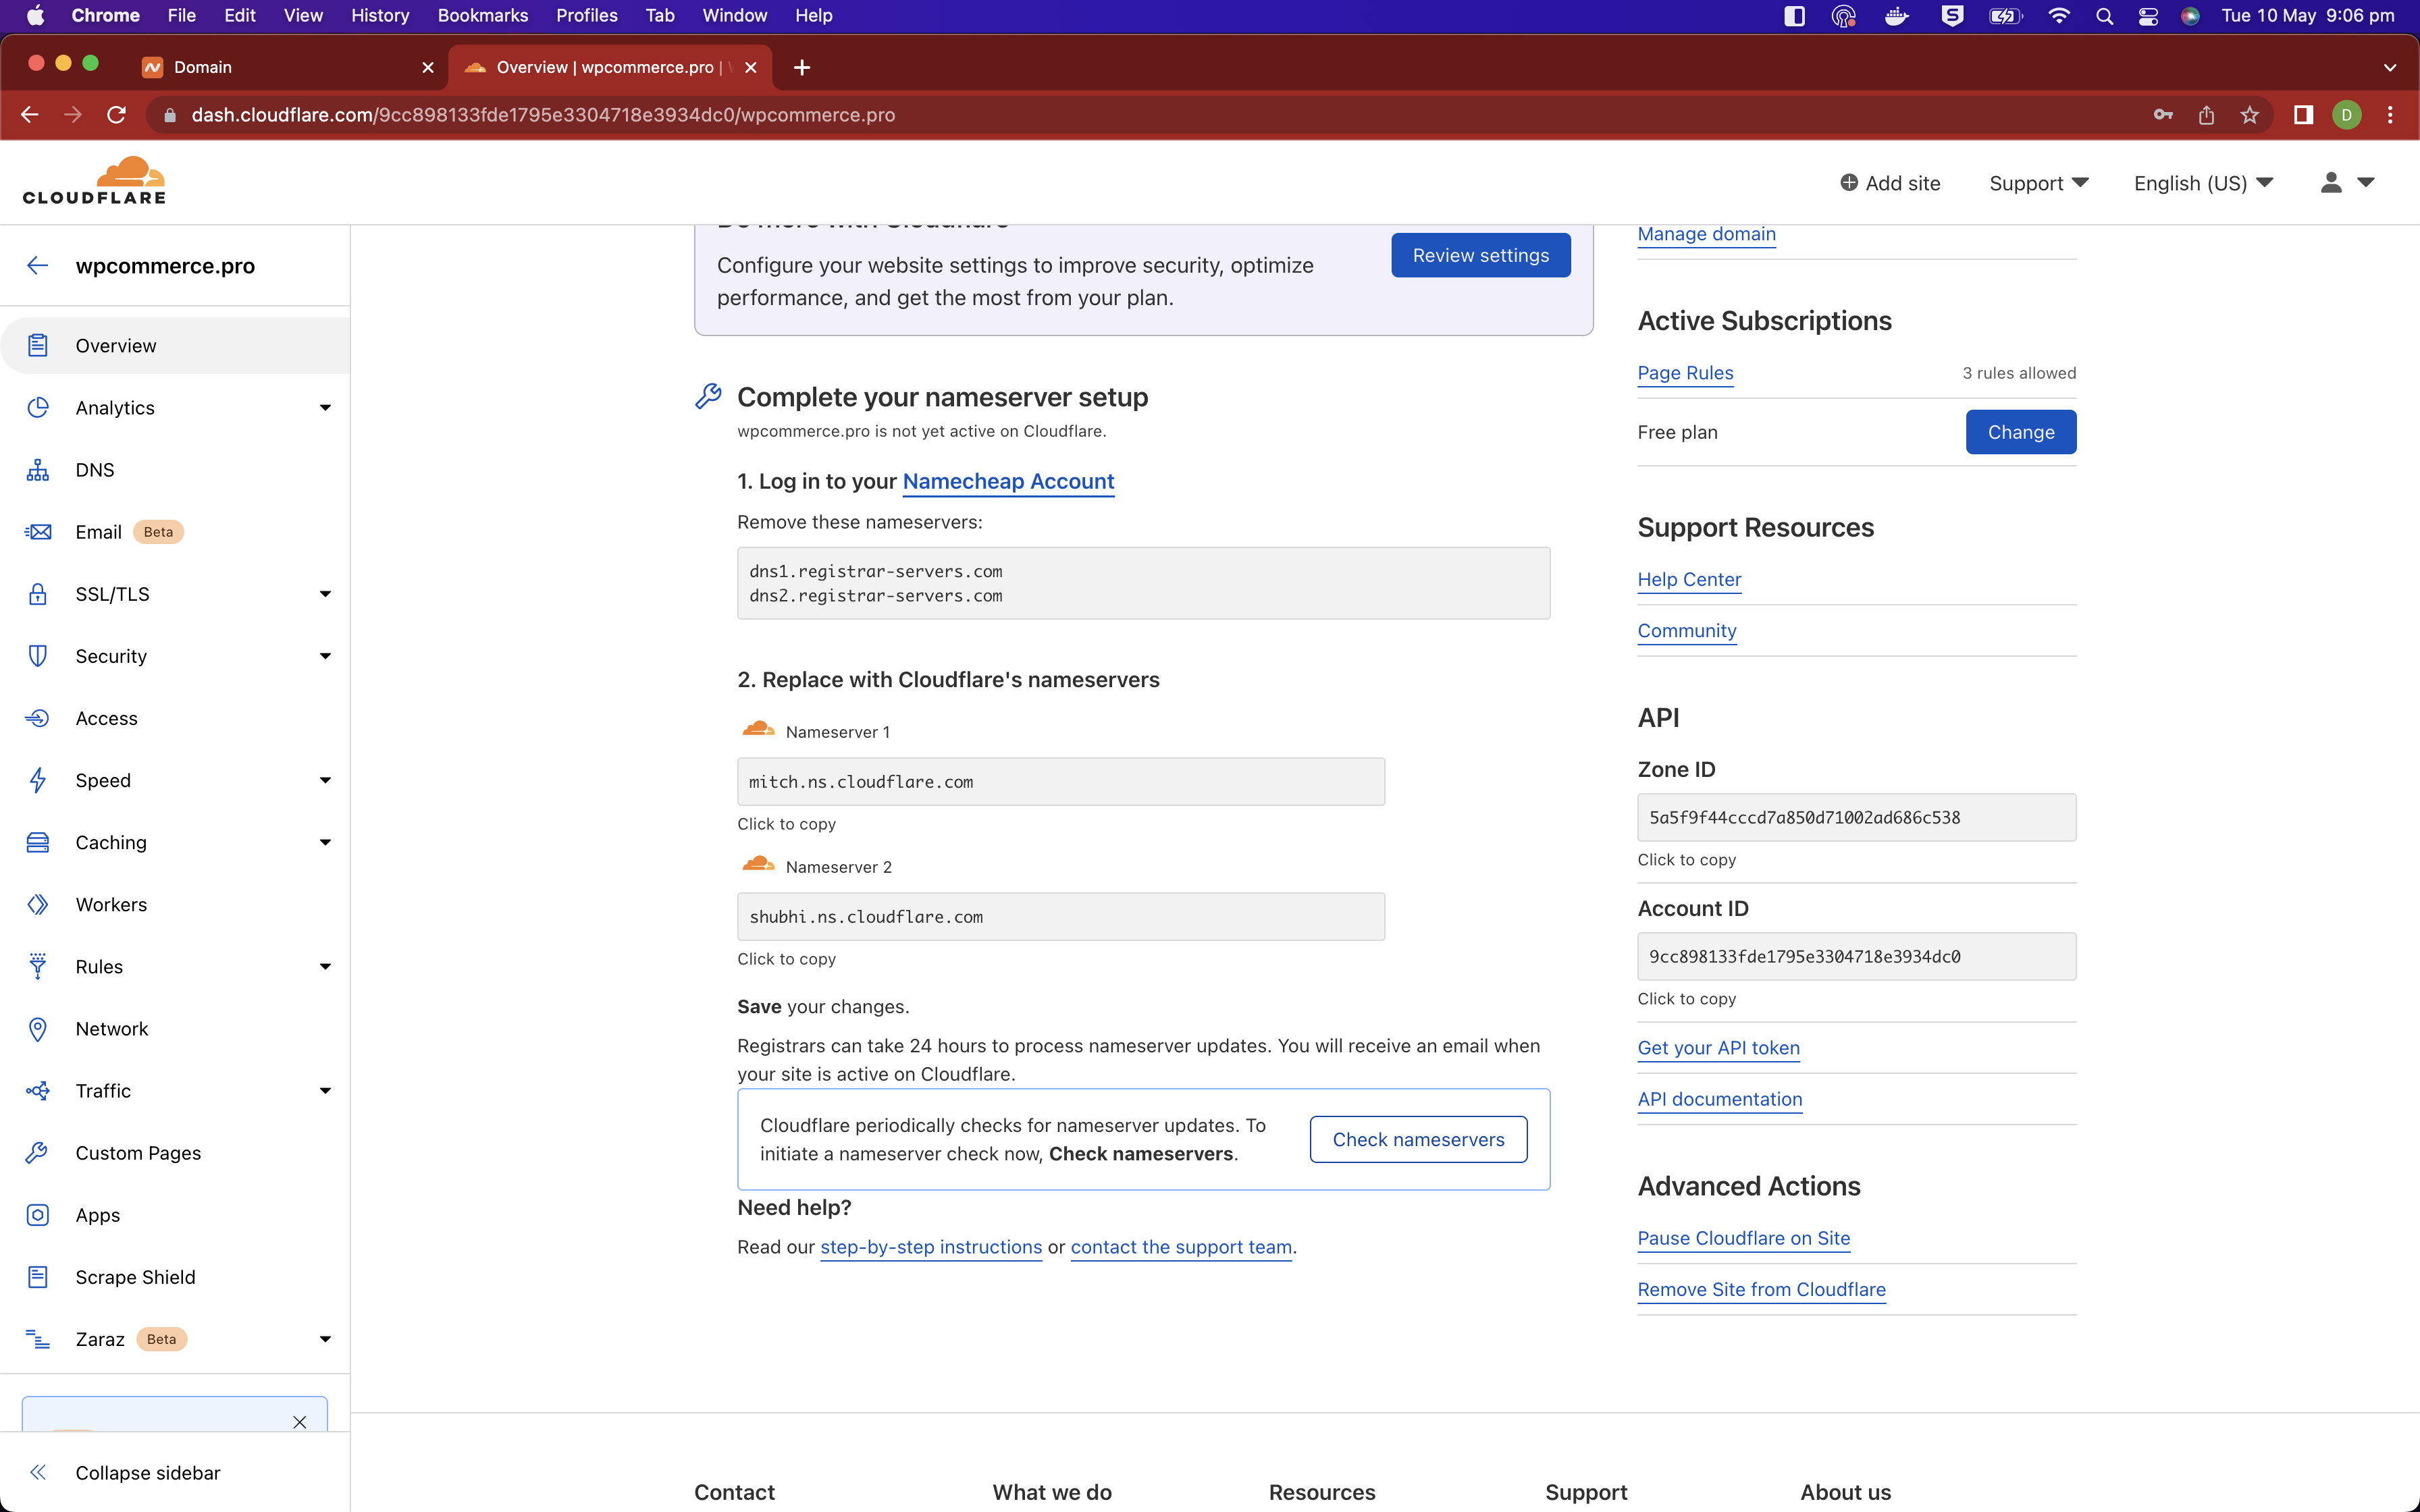 Chrome File Edit View History Bookmarks Profiles Tab Window Help
Tue 10 May 9:06 pm
Domain
Overview | wpcommerce.pro |
dash.cloudflare.com/9cc898133fde1795e3304718e3934dc0/wpcommerce.pro
D
CLOUDFLARE
Add site
Support
English (US)
wpcommerce.pro
Overview
Analytics
DNS
Email Beta
SSL/TLS
Security
Access
Speed
Caching
Workers
Rules
Network
Traffic
Custom Pages
Apps
Scrape Shield
Zaraz Beta
Collapse sidebar
Do more with Cloudflare
Configure your website settings to improve security, optimize
performance, and get the most from your plan.
Review settings
Complete your nameserver setup
wpcommerce.pro is not yet active on Cloudflare.
1. Log in to your Namecheap Account
Remove these nameservers:
dns1.registrar-servers.com
dns2.registrar-servers.com
2. Replace with Cloudflare's nameservers
Nameserver 1
mitch.ns.cloudflare.com
Click to copy
Nameserver 2
shubhi.ns.cloudflare.com
Click to copy
Save your changes.
Registrars can take 24 hours to process nameserver updates. You will receive an email when
your site is active on Cloudflare.
Cloudflare periodically checks for nameserver updates. To
initiate a nameserver check now, Check nameservers.
Check nameservers
Need help?
Read our step-by-step instructions or contact the support team.
Manage domain
Active Subscriptions
Page Rules
3 rules allowed
Free plan
Change
Support Resources
Help Center
Community
API
Zone ID
5a5f9f44cccd7a850d71002ad686c538
Click to copy
Account ID
9cc898133fde1795e3304718e3934dc0
Click to copy
Get your API token
API documentation
Advanced Actions
Pause Cloudflare on Site
Remove Site from Cloudflare
Contact
What we do
Resources
Support
About us